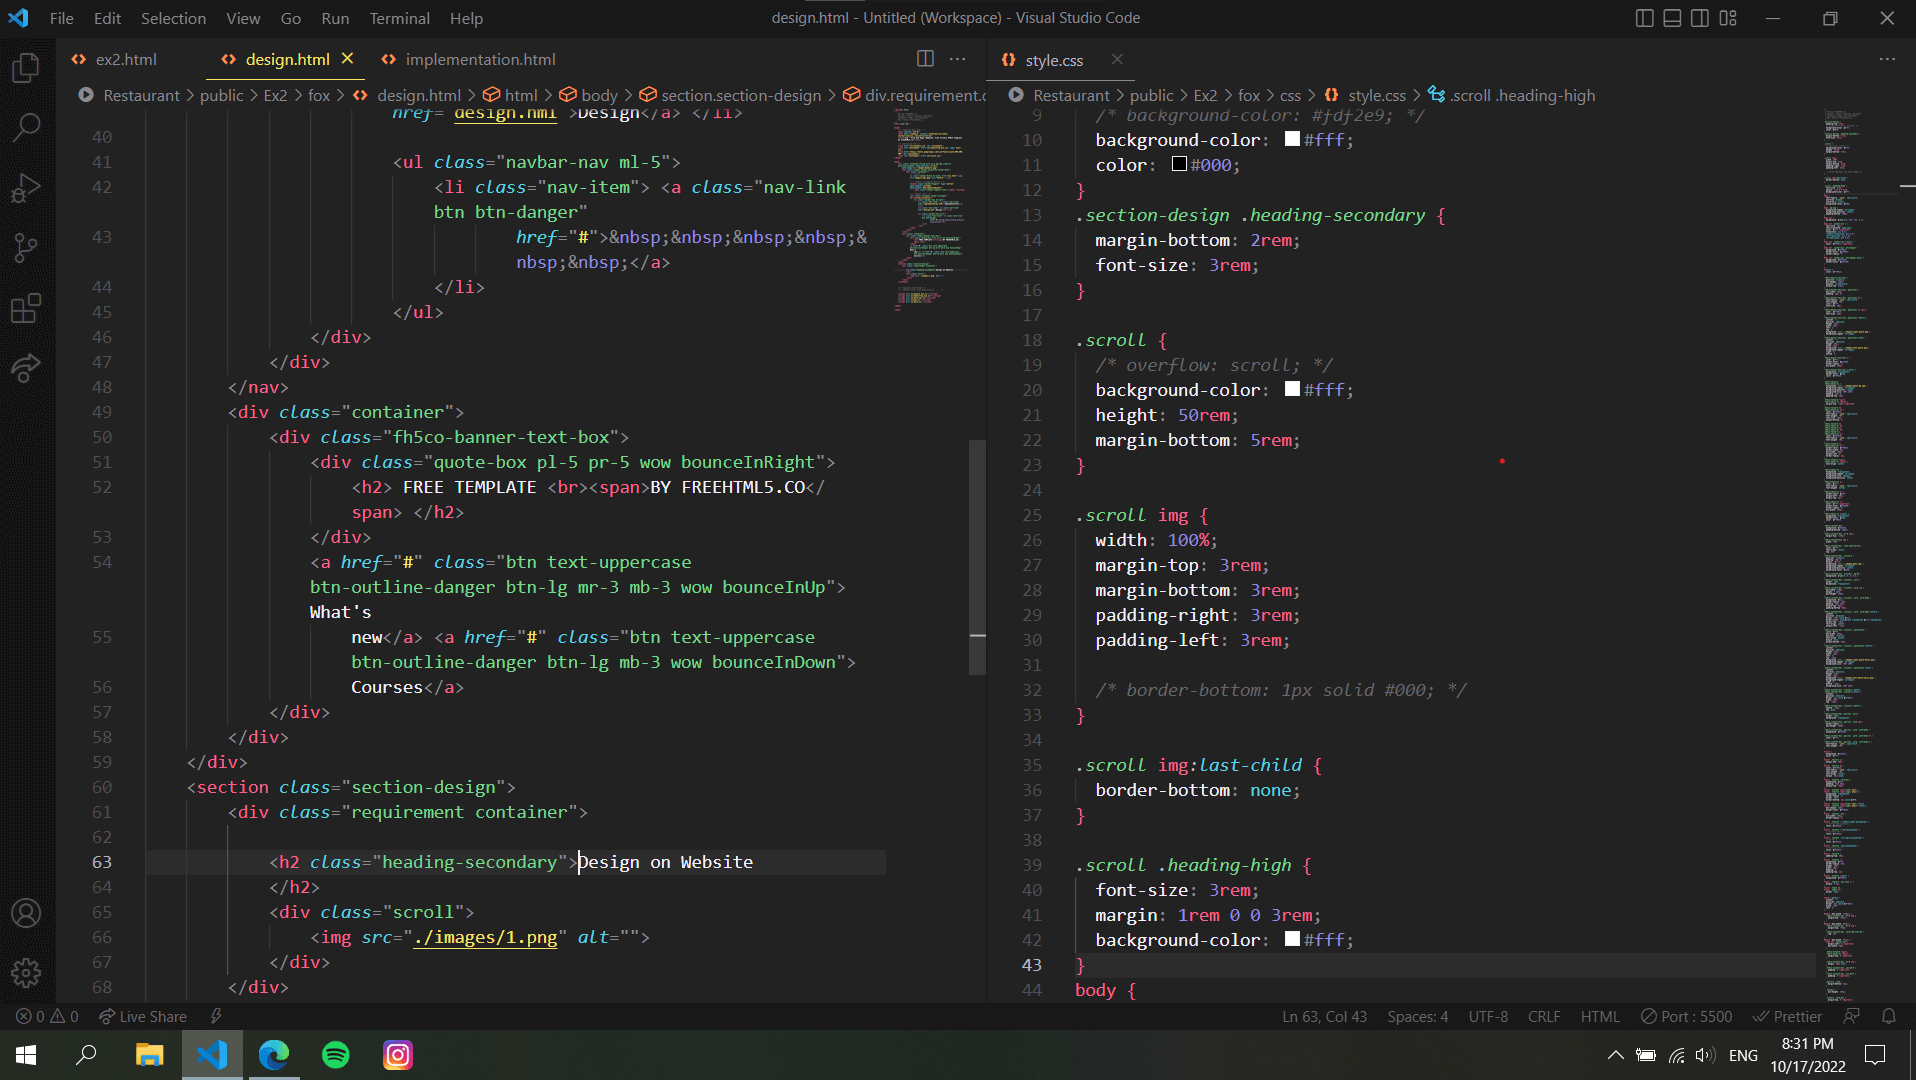 File Edit Selection View Go Run Terminal Help
design.html - Untitled (Workspace) - Visual Studio Code
ex2.html
design.html
implementation.html
style.css
Restaurant > public > Ex2 > fox > design.html > html > body > section.section-design > div.requirement.c
href="design.html">Design</a> </li>
40
41 <ul class="navbar-nav ml-5">
42 <li class="nav-item"> <a class="nav-link
btn btn-danger"
43 href="#">&nbsp;&nbsp;&nbsp;&nbsp;&
nbsp;&nbsp;</a>
44 </li>
45 </ul>
46 </div>
47 </div>
48 </nav>
49 <div class="container">
50 <div class="fh5co-banner-text-box">
51 <div class="quote-box pl-5 pr-5 wow bounceInRight">
52 <h2> FREE TEMPLATE <br><span>BY FREEHTML5.CO</
span> </h2>
53 </div>
54 <a href="#" class="btn text-uppercase
btn-outline-danger btn-lg mr-3 mb-3 wow bounceInUp">
What's
55 new</a> <a href="#" class="btn text-uppercase
btn-outline-danger btn-lg mb-3 wow bounceInDown">
56 Courses</a>
57 </div>
58 </div>
59 </div>
60 <section class="section-design">
61 <div class="requirement container">
62
63 <h2 class="heading-secondary">Design on Website
64 </h2>
65 <div class="scroll">
66 <img src="./images/1.png" alt="">
67 </div>
68 </div>
Restaurant > public > Ex2 > fox > css > style.css > .scroll .heading-high
9 /* background-color: #fdf2e9; */
10 background-color: #fff;
11 color: #000;
12 }
13 .section-design .heading-secondary {
14 margin-bottom: 2rem;
15 font-size: 3rem;
16 }
17
18 .scroll {
19 /* overflow: scroll; */
20 background-color: #fff;
21 height: 50rem;
22 margin-bottom: 5rem;
23 }
24
25 .scroll img {
26 width: 100%;
27 margin-top: 3rem;
28 margin-bottom: 3rem;
29 padding-right: 3rem;
30 padding-left: 3rem;
31
32 /* border-bottom: 1px solid #000; */
33 }
34
35 .scroll img:last-child {
36 border-bottom: none;
37 }
38
39 .scroll .heading-high {
40 font-size: 3rem;
41 margin: 1rem 0 0 3rem;
42 background-color: #fff;
43 }
44 body {
0 0 Live Share
Ln 63, Col 43 Spaces: 4 UTF-8 CRLF HTML Port : 5500 Prettier
ENG
8:31 PM
10/17/2022